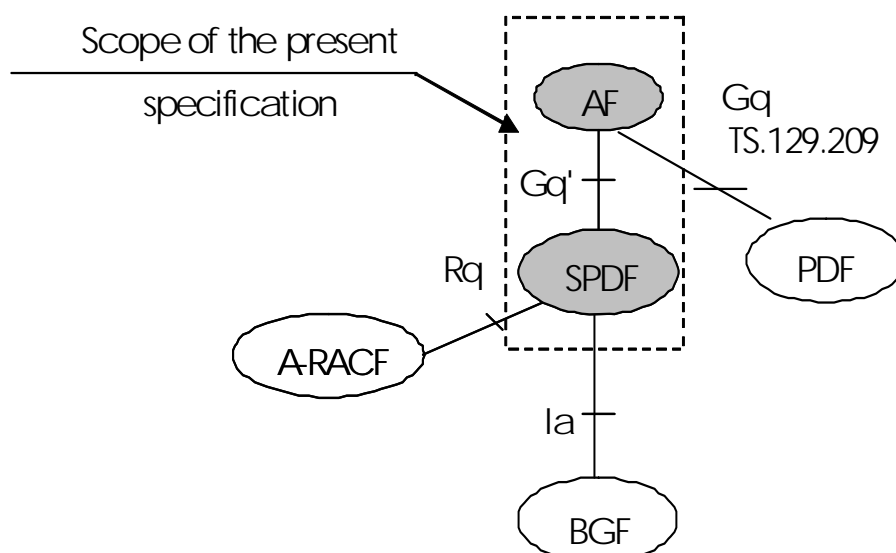 Scope of the present
specification
AF
Gq
TS.129.209
Gq'
Rq
SPDF
PDF
A-RACF
Ia
BGF